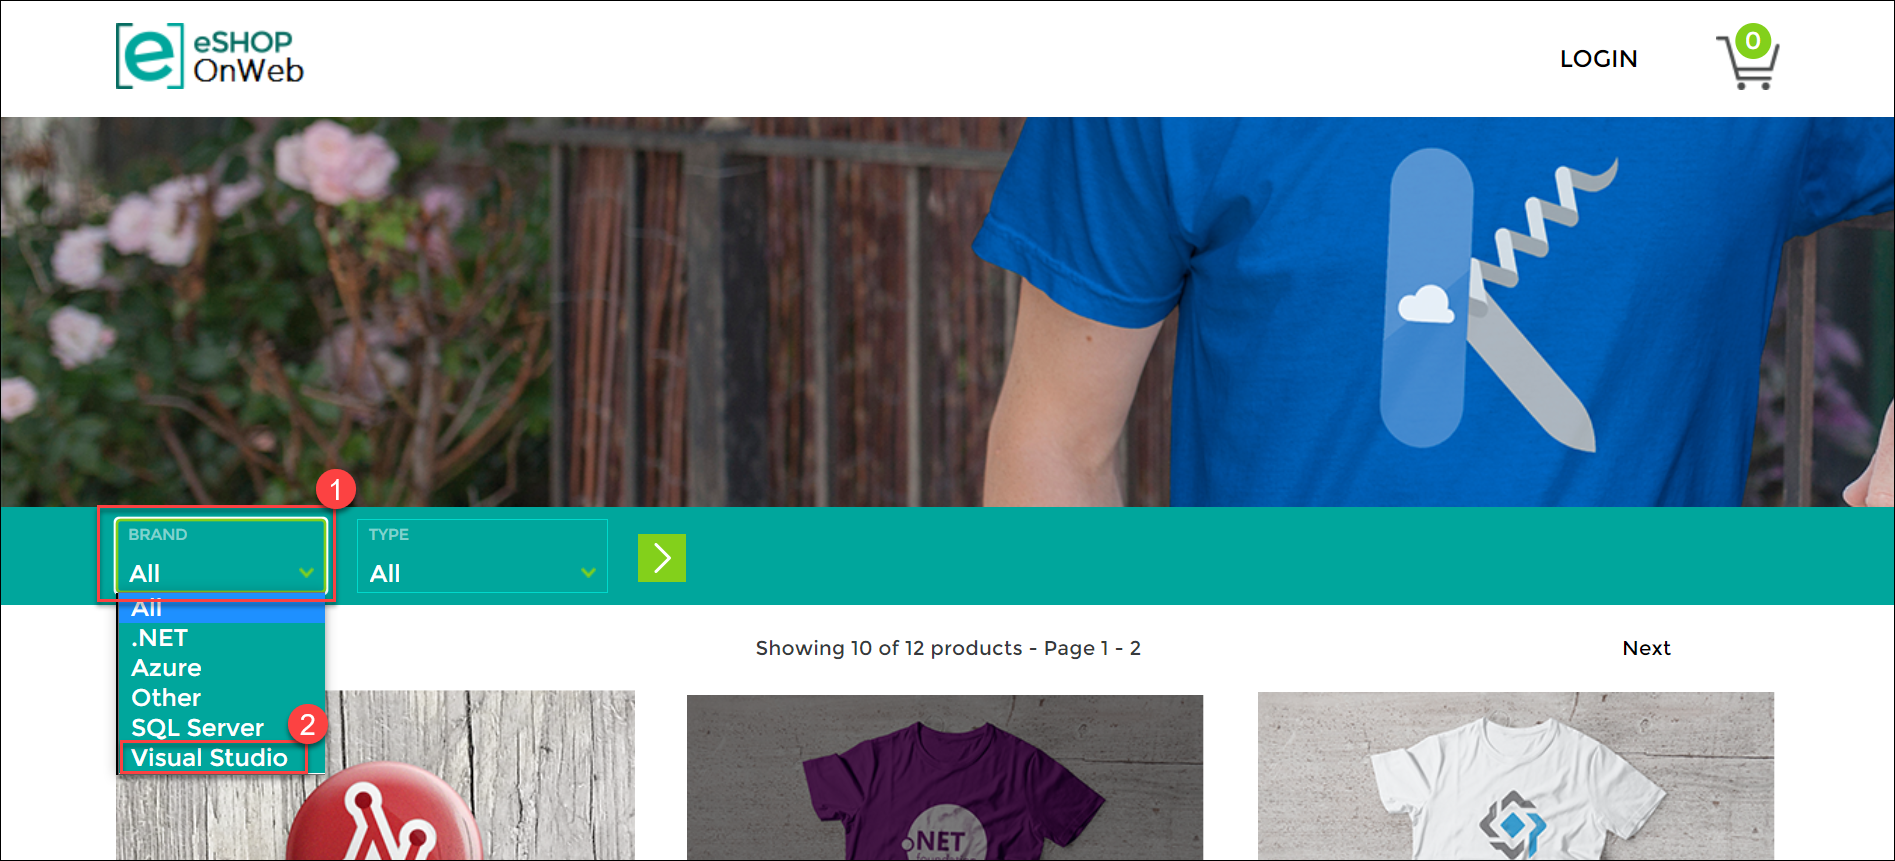 eSHOP
OnWeb
LOGIN
0
1
BRAND
All
TYPE
All
All
.NET
Azure
Other
SQL Server
2
Visual Studio
Showing 10 of 12 products - Page 1 - 2
Next
.NET